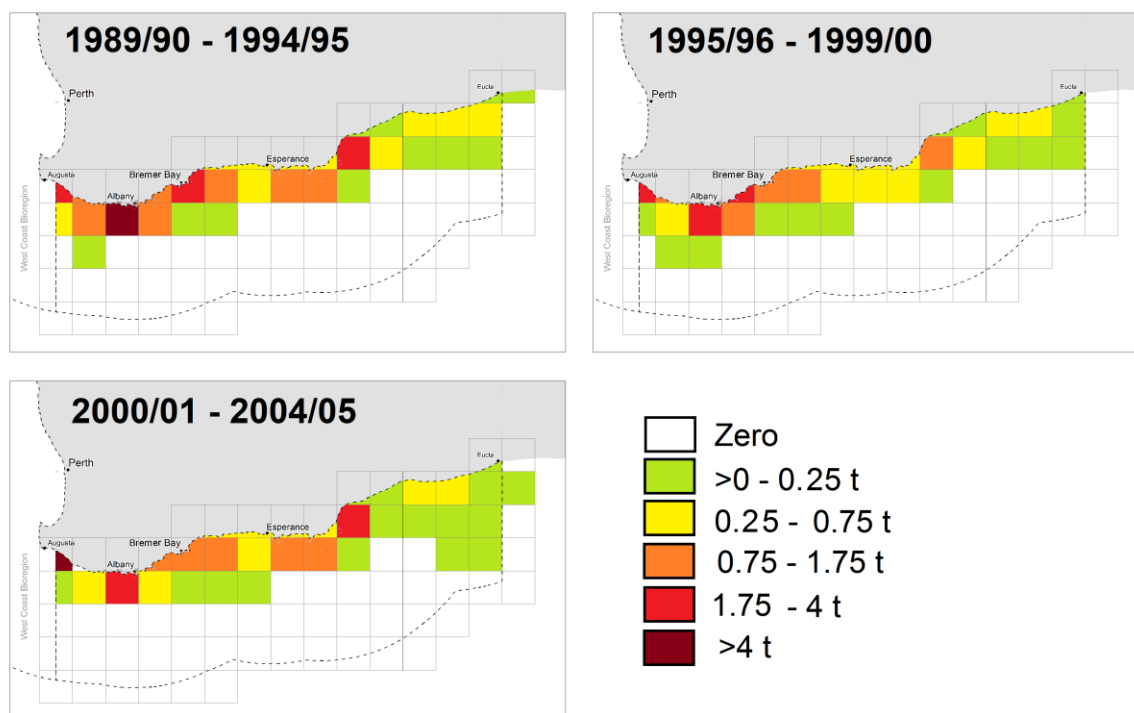 1989/90 - 1994/95
Eucla
Perth
Esperance
Bremer Bay
Augusta
Albany
West Coast Bioregion
1995/96 - 1999/00
Eucla
Perth
Esperance
Bremer Bay
Augusta
Albany
West Coast Bioregion
2000/01 - 2004/05
Eucla
Perth
Esperance
Bremer Bay
Augusta
Albany
West Coast Bioregion
Zero
>0 - 0.25 t
0.25 - 0.75 t
0.75 - 1.75 t
1.75 - 4 t
>4 t